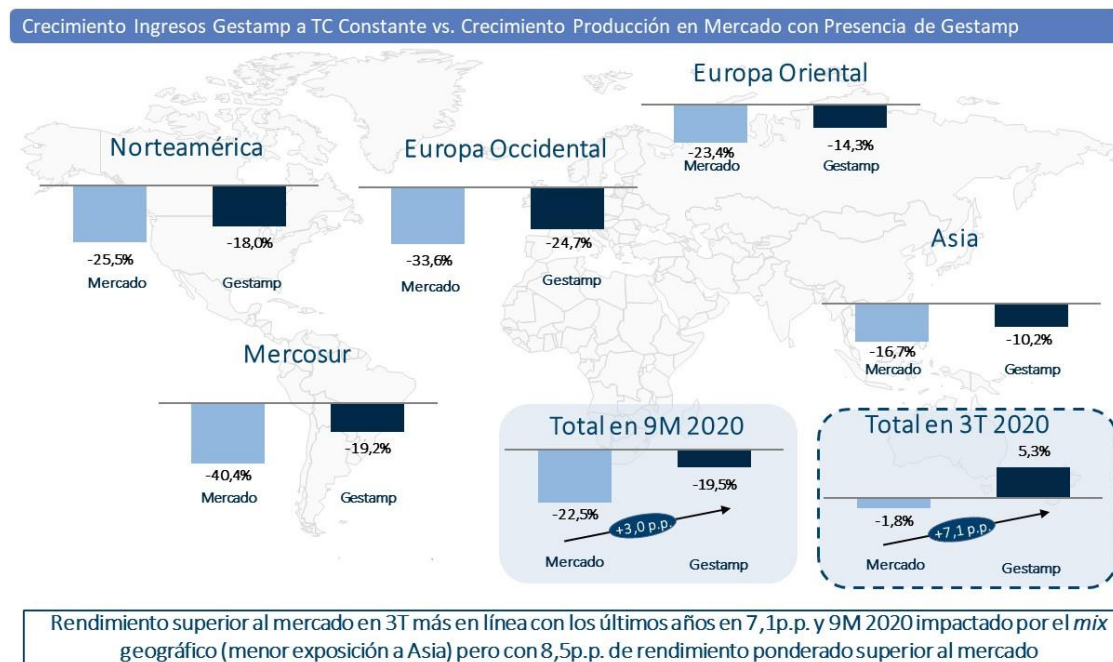 Crecimiento Ingresos Gestamp a TC Constante vs. Crecimiento Producción en Mercado con Presencia de Gestamp
Europa Oriental
-23,4%
Mercado
-14,3%
Gestamp
Norteamérica
-25,5%
Mercado
-18,0%
Gestamp
Europa Occidental
-33,6%
Mercado
-24,7%
Gestamp
Asia
-16,7%
Mercado
-10,2%
Gestamp
Mercosur
-40,4%
Mercado
-19,2%
Gestamp
Total en 9M 2020
-22,5%
Mercado
-19,5%
Gestamp
+3,0 p.p.
Total en 3T 2020
-1,8%
Mercado
5,3%
Gestamp
+7,1 p.p.
Rendimiento superior al mercado en 3T más en línea con los últimos años en 7,1p.p. y 9M 2020 impactado por el mix
geográfico (menor exposición a Asia) pero con 8,5p.p. de rendimiento ponderado superior al mercado